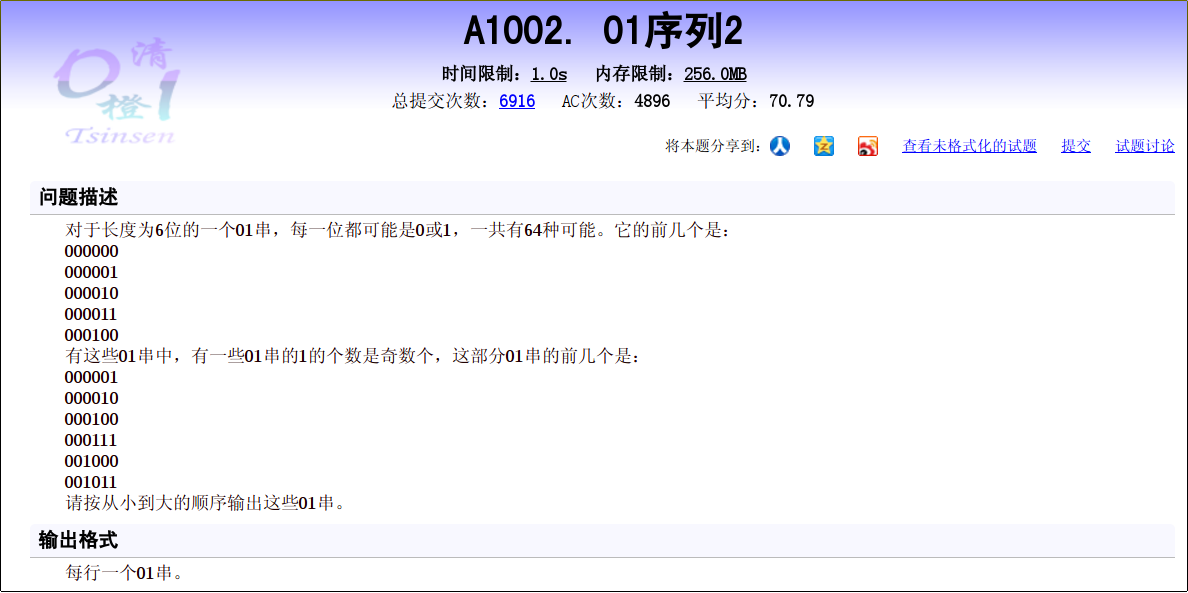 A1002. 01序列2
时间限制：1.0s 内存限制：256.0MB
总提交次数：6916 AC次数：4896 平均分：70.79
清橙
Tsinsen
将本题分享到： 查看未格式化的试题 提交 试题讨论
问题描述
对于长度为6位的一个01串，每一位都可能是0或1，一共有64种可能。它的前几个是：
000000
000001
000010
000011
000100
有这些01串中，有一些01串的1的个数是奇数个，这部分01串的前几个是：
000001
000010
000100
000111
001000
001011
请按从小到大的顺序输出这些01串。
输出格式
每行一个01串。